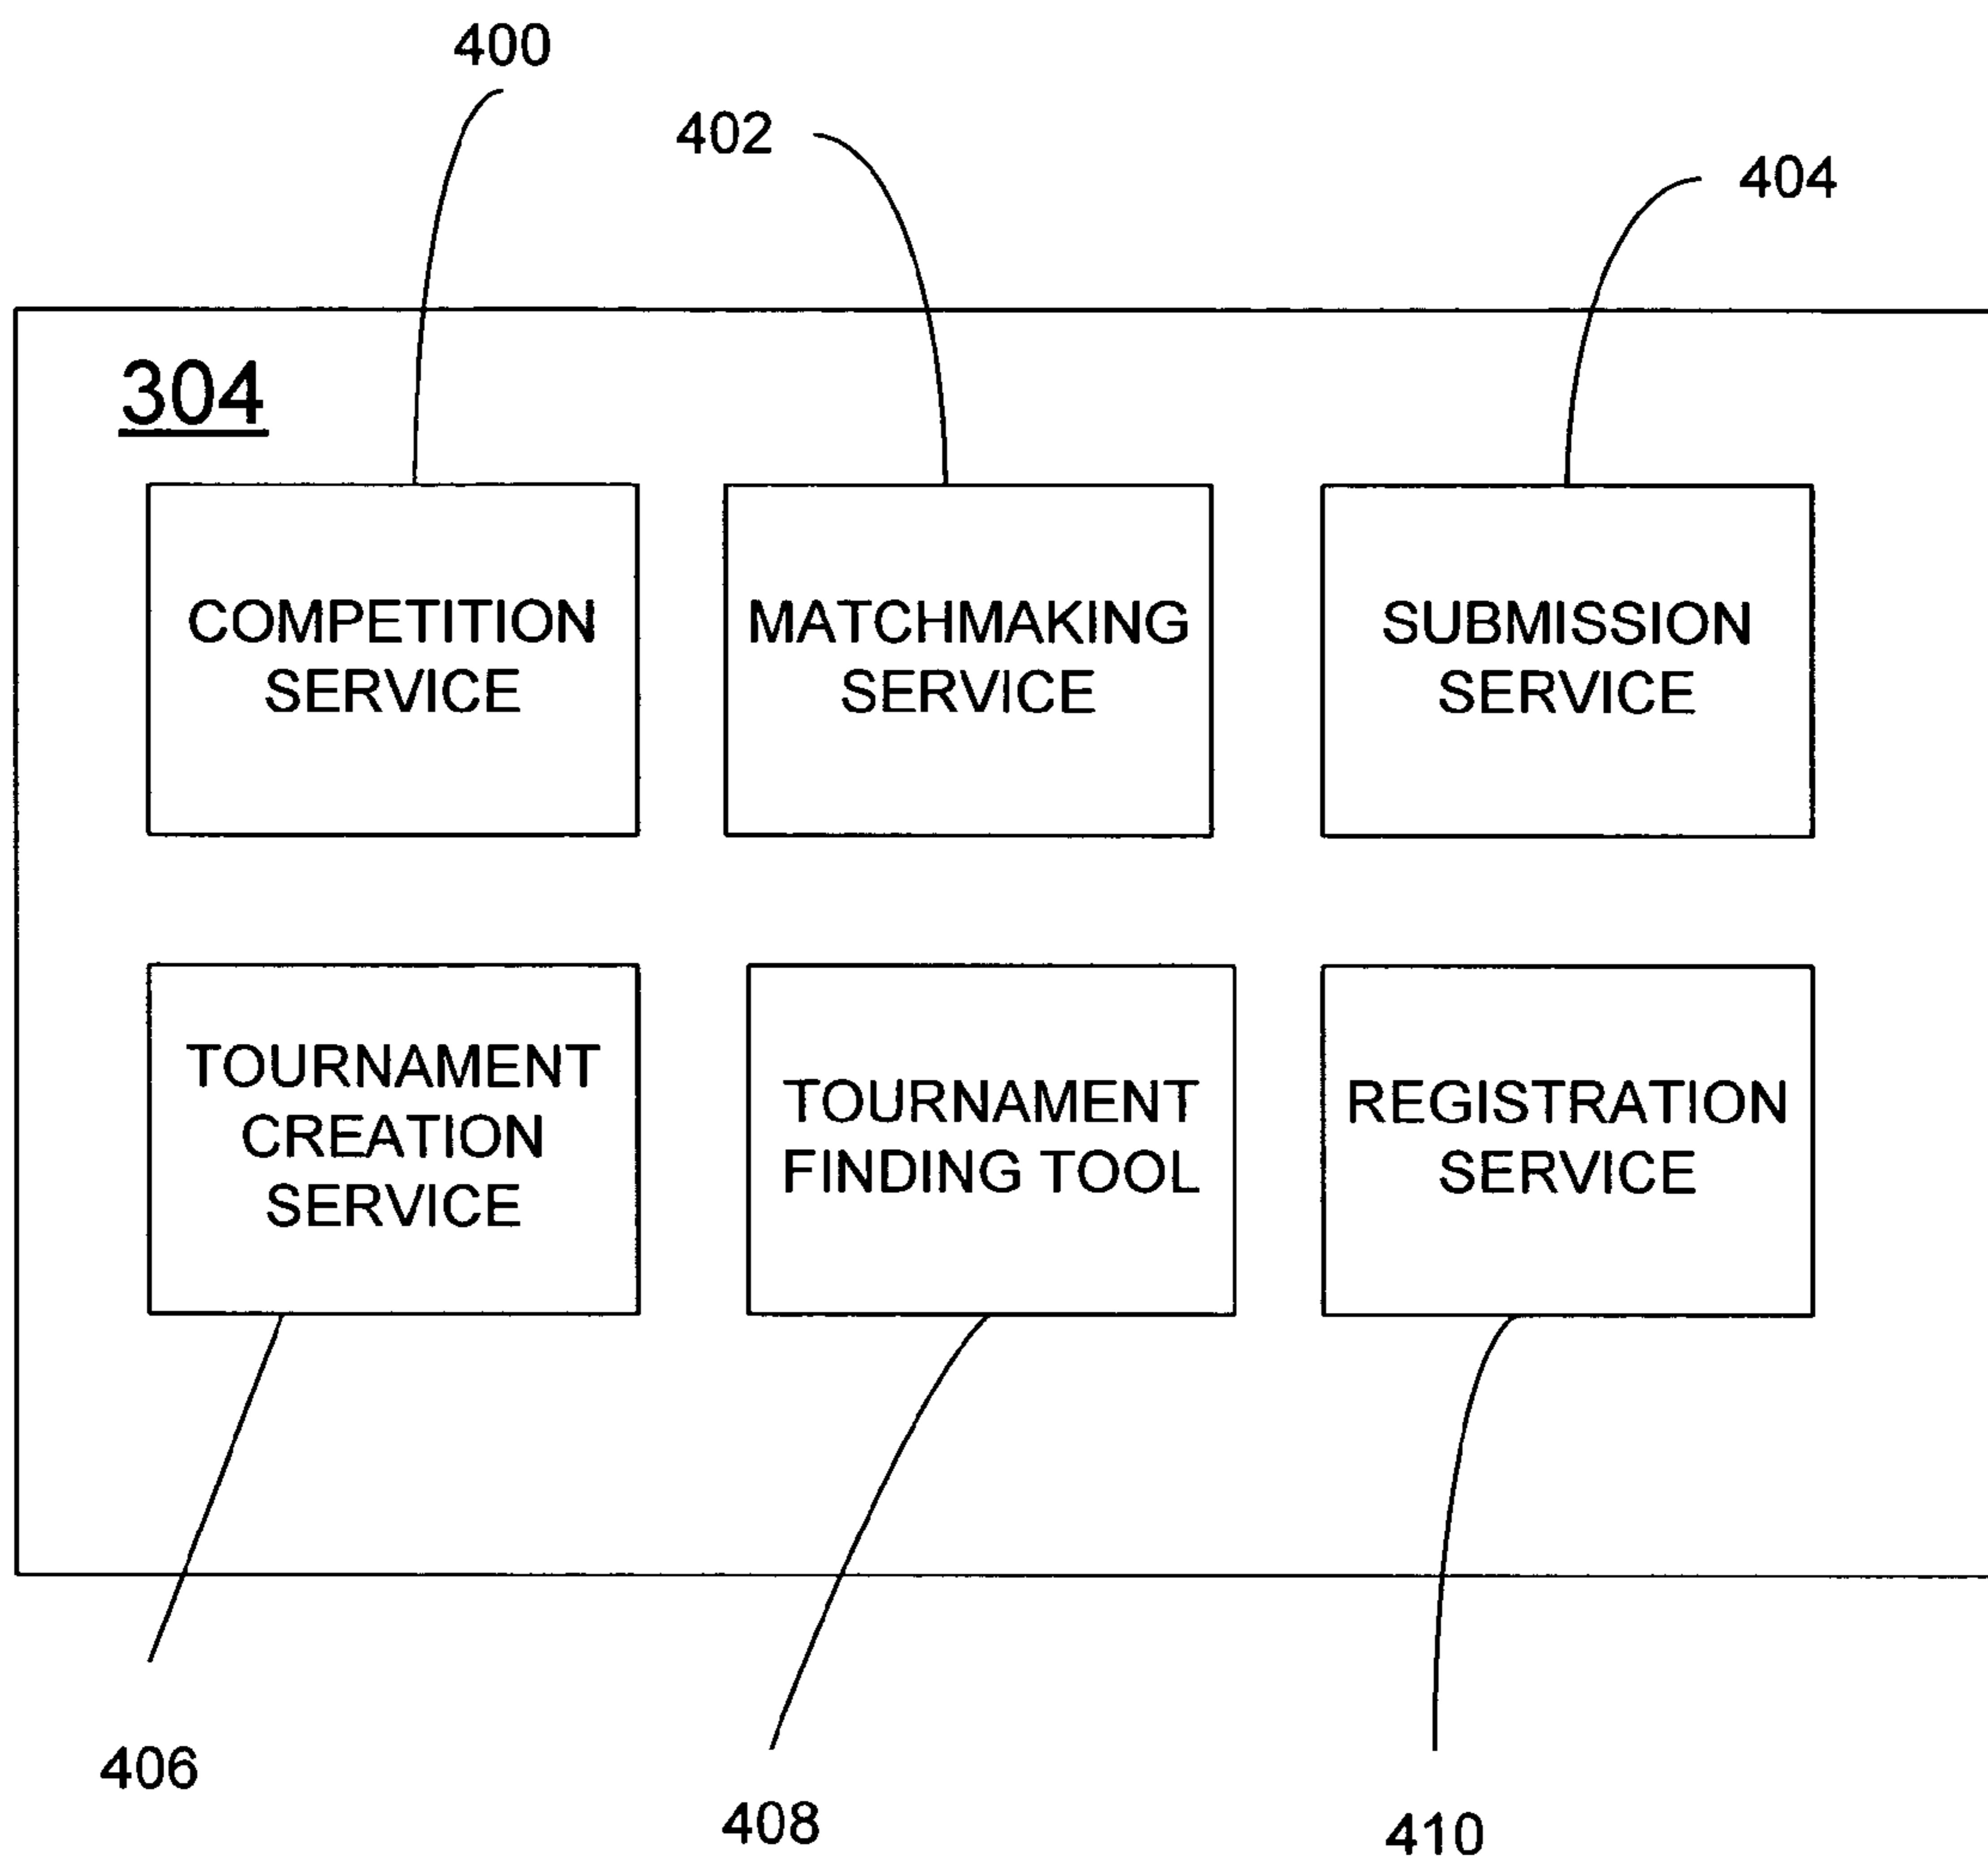 400
402
404
304
COMPETITION
SERVICE
MATCHMAKING
SERVICE
SUBMISSION
SERVICE
TOURNAMENT
CREATION
SERVICE
TOURNAMENT
FINDING TOOL
REGISTRATION
SERVICE
406
408
410